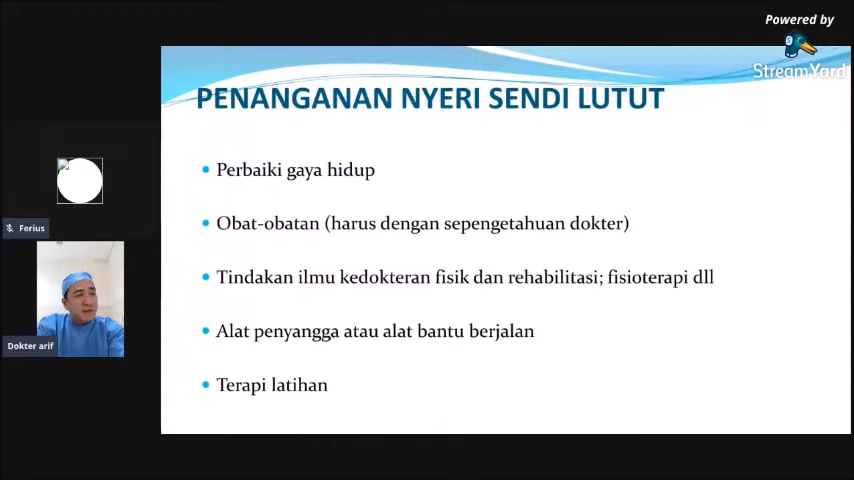 Powered by
StreamYard
PENANGANAN NYERI SENDI LUTUT
• Perbaiki gaya hidup
• Obat-obatan (harus dengan sepengetahuan dokter)
• Tindakan ilmu kedokteran fisik dan rehabilitasi; fisioterapi dll
• Alat penyangga atau alat bantu berjalan
• Terapi latihan
Ferius
Dokter arif